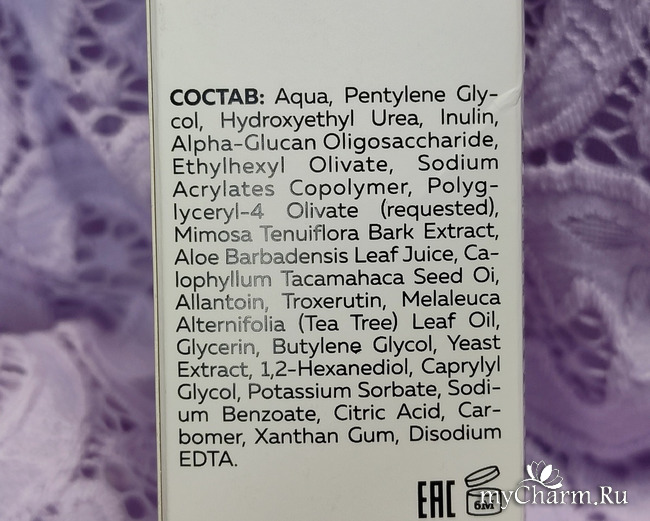 СОСТАВ: Aqua, Pentylene Gly-
col, Hydroxyethyl Urea, Inulin,
Alpha-Glucan Oligosaccharide,
Ethylhexyl Olivate, Sodium
Acrylates Copolymer, Polyg-
lyceryl-4 Olivate (requested),
Mimosa Tenuiflora Bark Extract,
Aloe Barbadensis Leaf Juice, Ca-
lophyllum Tacamahaca Seed Oi,
Allantoin, Troxerutin, Melaleuca
Alternifolia (Tea Tree) Leaf Oil,
Glycerin, Butylene Glycol, Yeast
Extract, 1,2-Hexanediol, Caprylyl
Glycol, Potassium Sorbate, Sodi-
um Benzoate, Citric Acid, Car-
bomer, Xanthan Gum, Disodium
EDTA.
EAC
myCharm.Ru